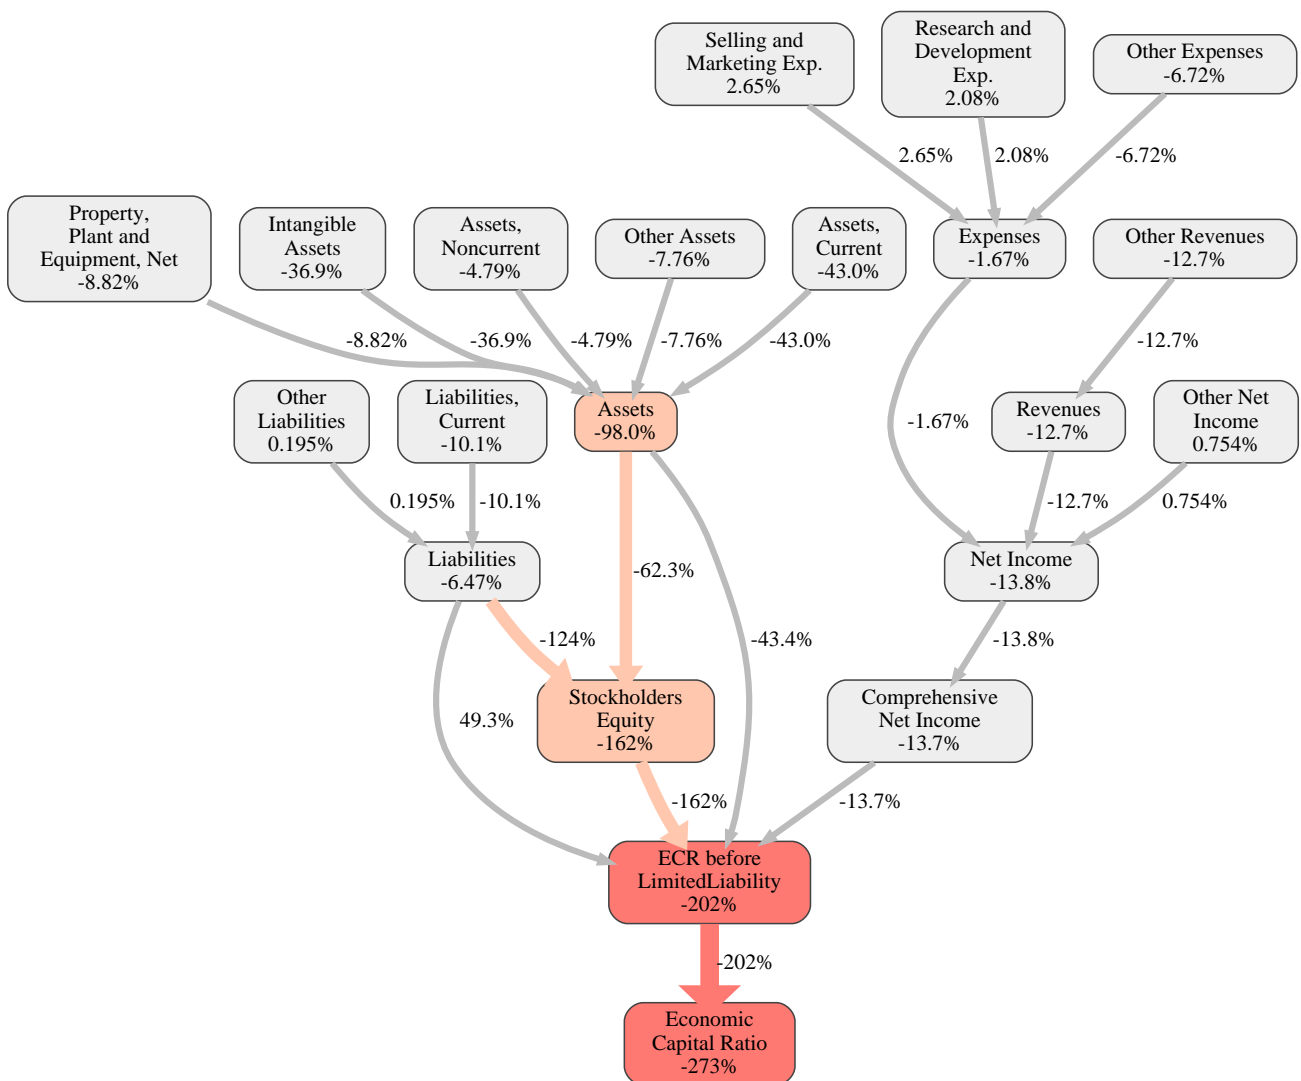 Selling and
Marketing Exp.
2.65%
Research and
Development
Exp.
2.08%
Other Expenses
-6.72%
2.65%
2.08%
-6.72%
Property,
Plant and
Equipment, Net
-8.82%
Intangible
Assets
-36.9%
Assets,
Noncurrent
-4.79%
Other Assets
-7.76%
Assets,
Current
-43.0%
Expenses
-1.67%
Other Revenues
-12.7%
-8.82%
-36.9%
-4.79%
-7.76%
-43.0%
-12.7%
Other
Liabilities
0.195%
Liabilities,
Current
-10.1%
Assets
-98.0%
-1.67%
Revenues
-12.7%
Other Net
Income
0.754%
0.195%
-10.1%
-12.7%
0.754%
Liabilities
-6.47%
-62.3%
Net Income
-13.8%
-124%
-43.4%
-13.8%
49.3%
Stockholders
Equity
-162%
Comprehensive
Net Income
-13.7%
-162%
-13.7%
ECR before
LimitedLiability
-202%
-202%
Economic
Capital Ratio
-273%